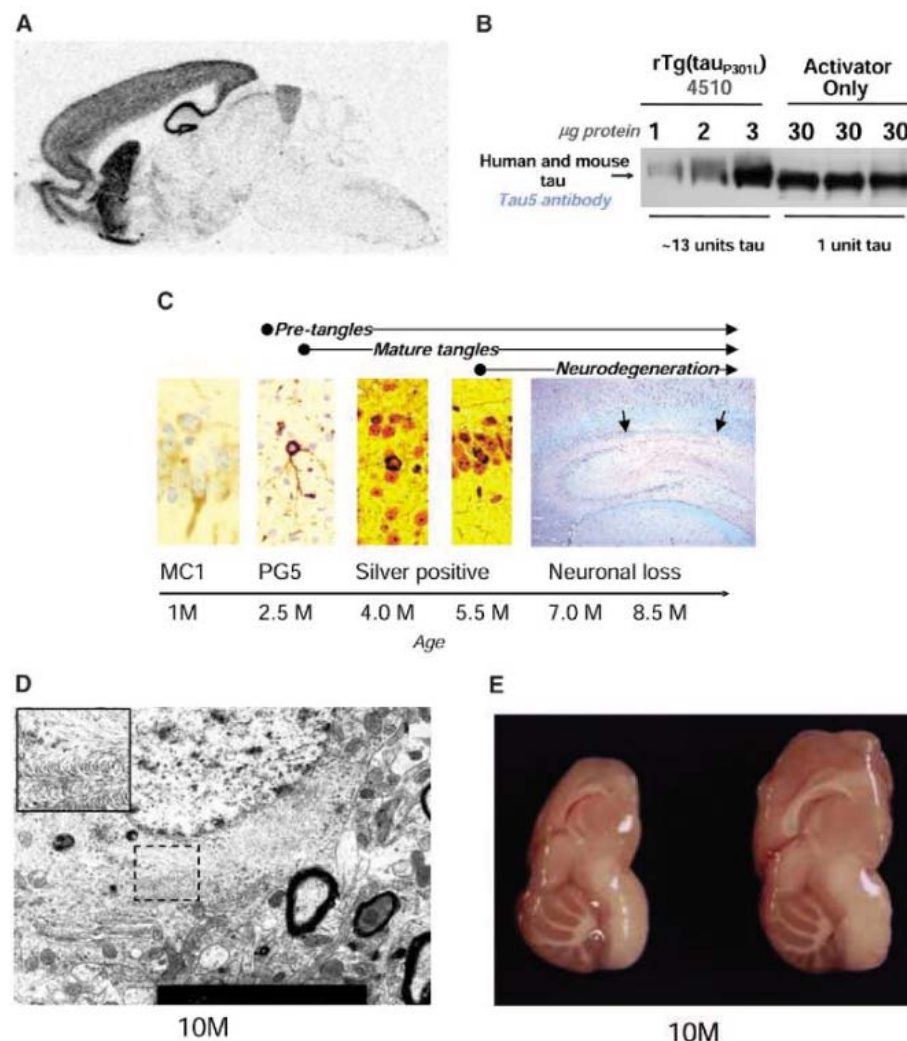 A
B
rTg(tauP301L) Activator
4510 Only
μg protein 1 2 3 30 30 30
Human and mouse
tau
Tau5 antibody
~13 units tau 1 unit tau
C
Pre-tangles
Mature tangles
Neurodegeneration
MC1 PG5 Silver positive Neuronal loss
1M 2.5 M 4.0 M 5.5 M 7.0 M 8.5 M
Age
D
E
10M 10M